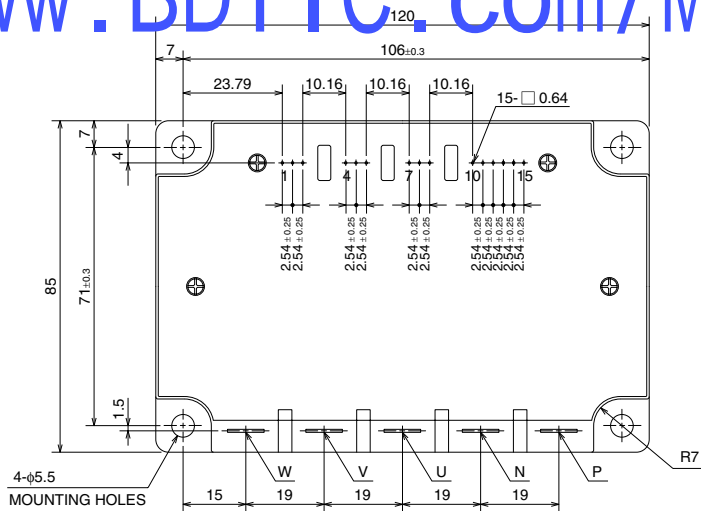 ww.BDTTC.com/M
120
7
106±0.3
23.79
10.16
10.16
10.16
15-□ 0.64
7
4
1
4
7
10
15
2.54 ± 0.25
2.54 ± 0.25
2.54 ± 0.25
2.54 ± 0.25
2.54 ± 0.25
2.54 ± 0.25
2.54 ± 0.25
2.54 ± 0.25
2.54 ± 0.25
2.54 ± 0.25
2.54 ± 0.25
85
71±0.3
1.5
4-φ5.5
MOUNTING HOLES
W
V
U
N
P
R7
15
19
19
19
19